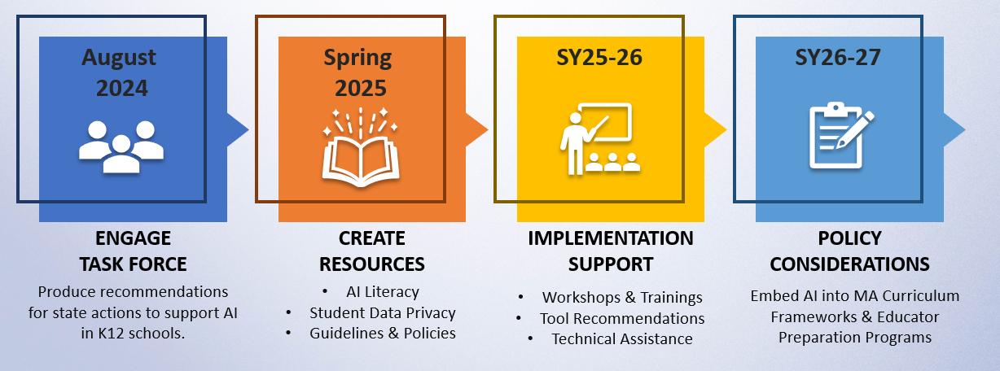 August
2024
ENGAGE
TASK FORCE
Produce recommendations
for state actions to support AI
in K12 schools.
Spring
2025
CREATE
RESOURCES
• AI Literacy
• Student Data Privacy
• Guidelines & Policies
SY25-26
IMPLEMENTATION
SUPPORT
• Workshops & Trainings
• Tool Recommendations
• Technical Assistance
SY26-27
POLICY
CONSIDERATIONS
Embed AI into MA Curriculum
Frameworks & Educator
Preparation Programs